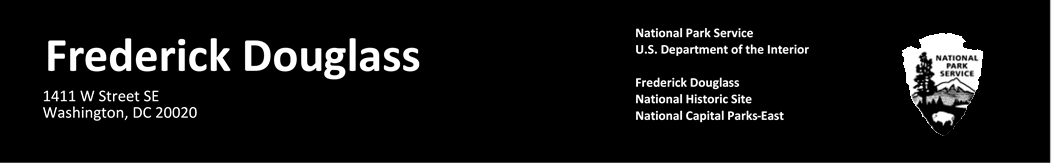 Frederick Douglass
1411 W Street SE
Washington, DC 20020
National Park Service
U.S. Department of the Interior
Frederick Douglass
National Historic Site
National Capital Parks-East
NATIONAL
PARK
SERVICE